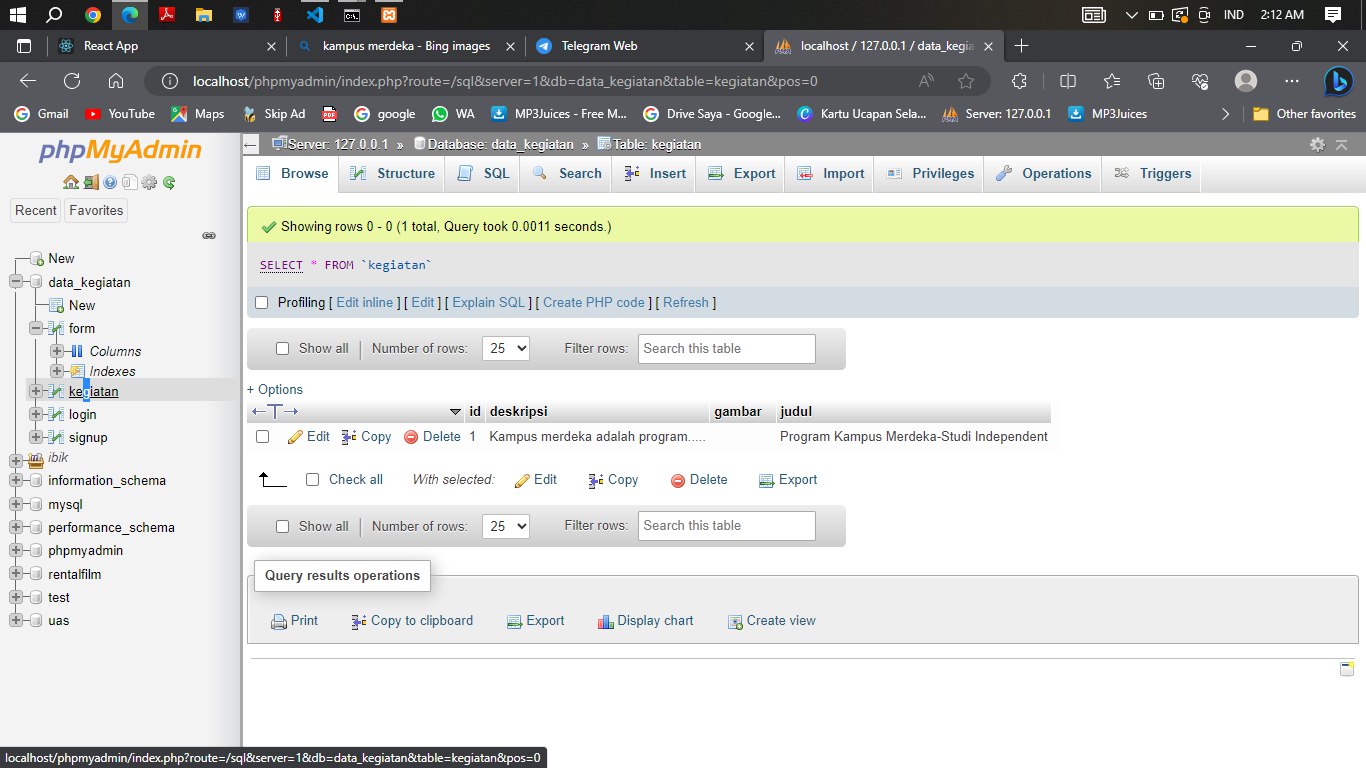 IND 2:12 AM
React App kampus merdeka - Bing images Telegram Web localhost / 127.0.0.1 / data_kegia
localhost/phpmyadmin/index.php?route=/sql&server=1&db=data_kegiatan&table=kegiatan&pos=0
Gmail YouTube Maps Skip Ad google WA MP3Juices - Free M... Drive Saya - Google... Kartu Ucapan Sela... Server: 127.0.0.1 MP3Juices Other favorites
phpMyAdmin
Recent Favorites
New
data_kegiatan
New
form
Columns
Indexes
kegiatan
login
signup
ibik
information_schema
mysql
performance_schema
phpmyadmin
rentalfilm
test
uas
Server: 127.0.0.1 » Database: data_kegiatan » Table: kegiatan
Browse Structure SQL Search Insert Export Import Privileges Operations Triggers
Showing rows 0 - 0 (1 total, Query took 0.0011 seconds.)
SELECT * FROM `kegiatan`
Profiling [ Edit inline ] [ Edit ] [ Explain SQL ] [ Create PHP code ] [ Refresh ]
Show all Number of rows: 25 Filter rows: Search this table
+ Options
←T→ id deskripsi gambar judul
Edit Copy Delete 1 Kampus merdeka adalah program..... Program Kampus Merdeka-Studi Independent
Check all With selected: Edit Copy Delete Export
Show all Number of rows: 25 Filter rows: Search this table
Query results operations
Print Copy to clipboard Export Display chart Create view
localhost/phpmyadmin/index.php?route=/sql&server=1&db=data_kegiatan&table=kegiatan&pos=0